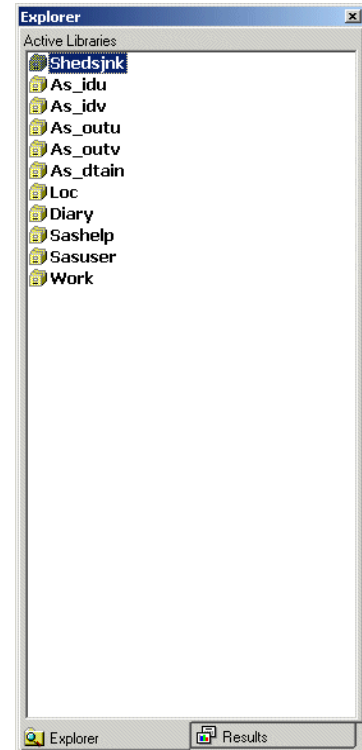 Explorer
Active Libraries
Shedsjnk
As_idu
As_idv
As_outu
As_outv
As_dtain
Loc
Diary
Sashelp
Sasuser
Work
Explorer
Results